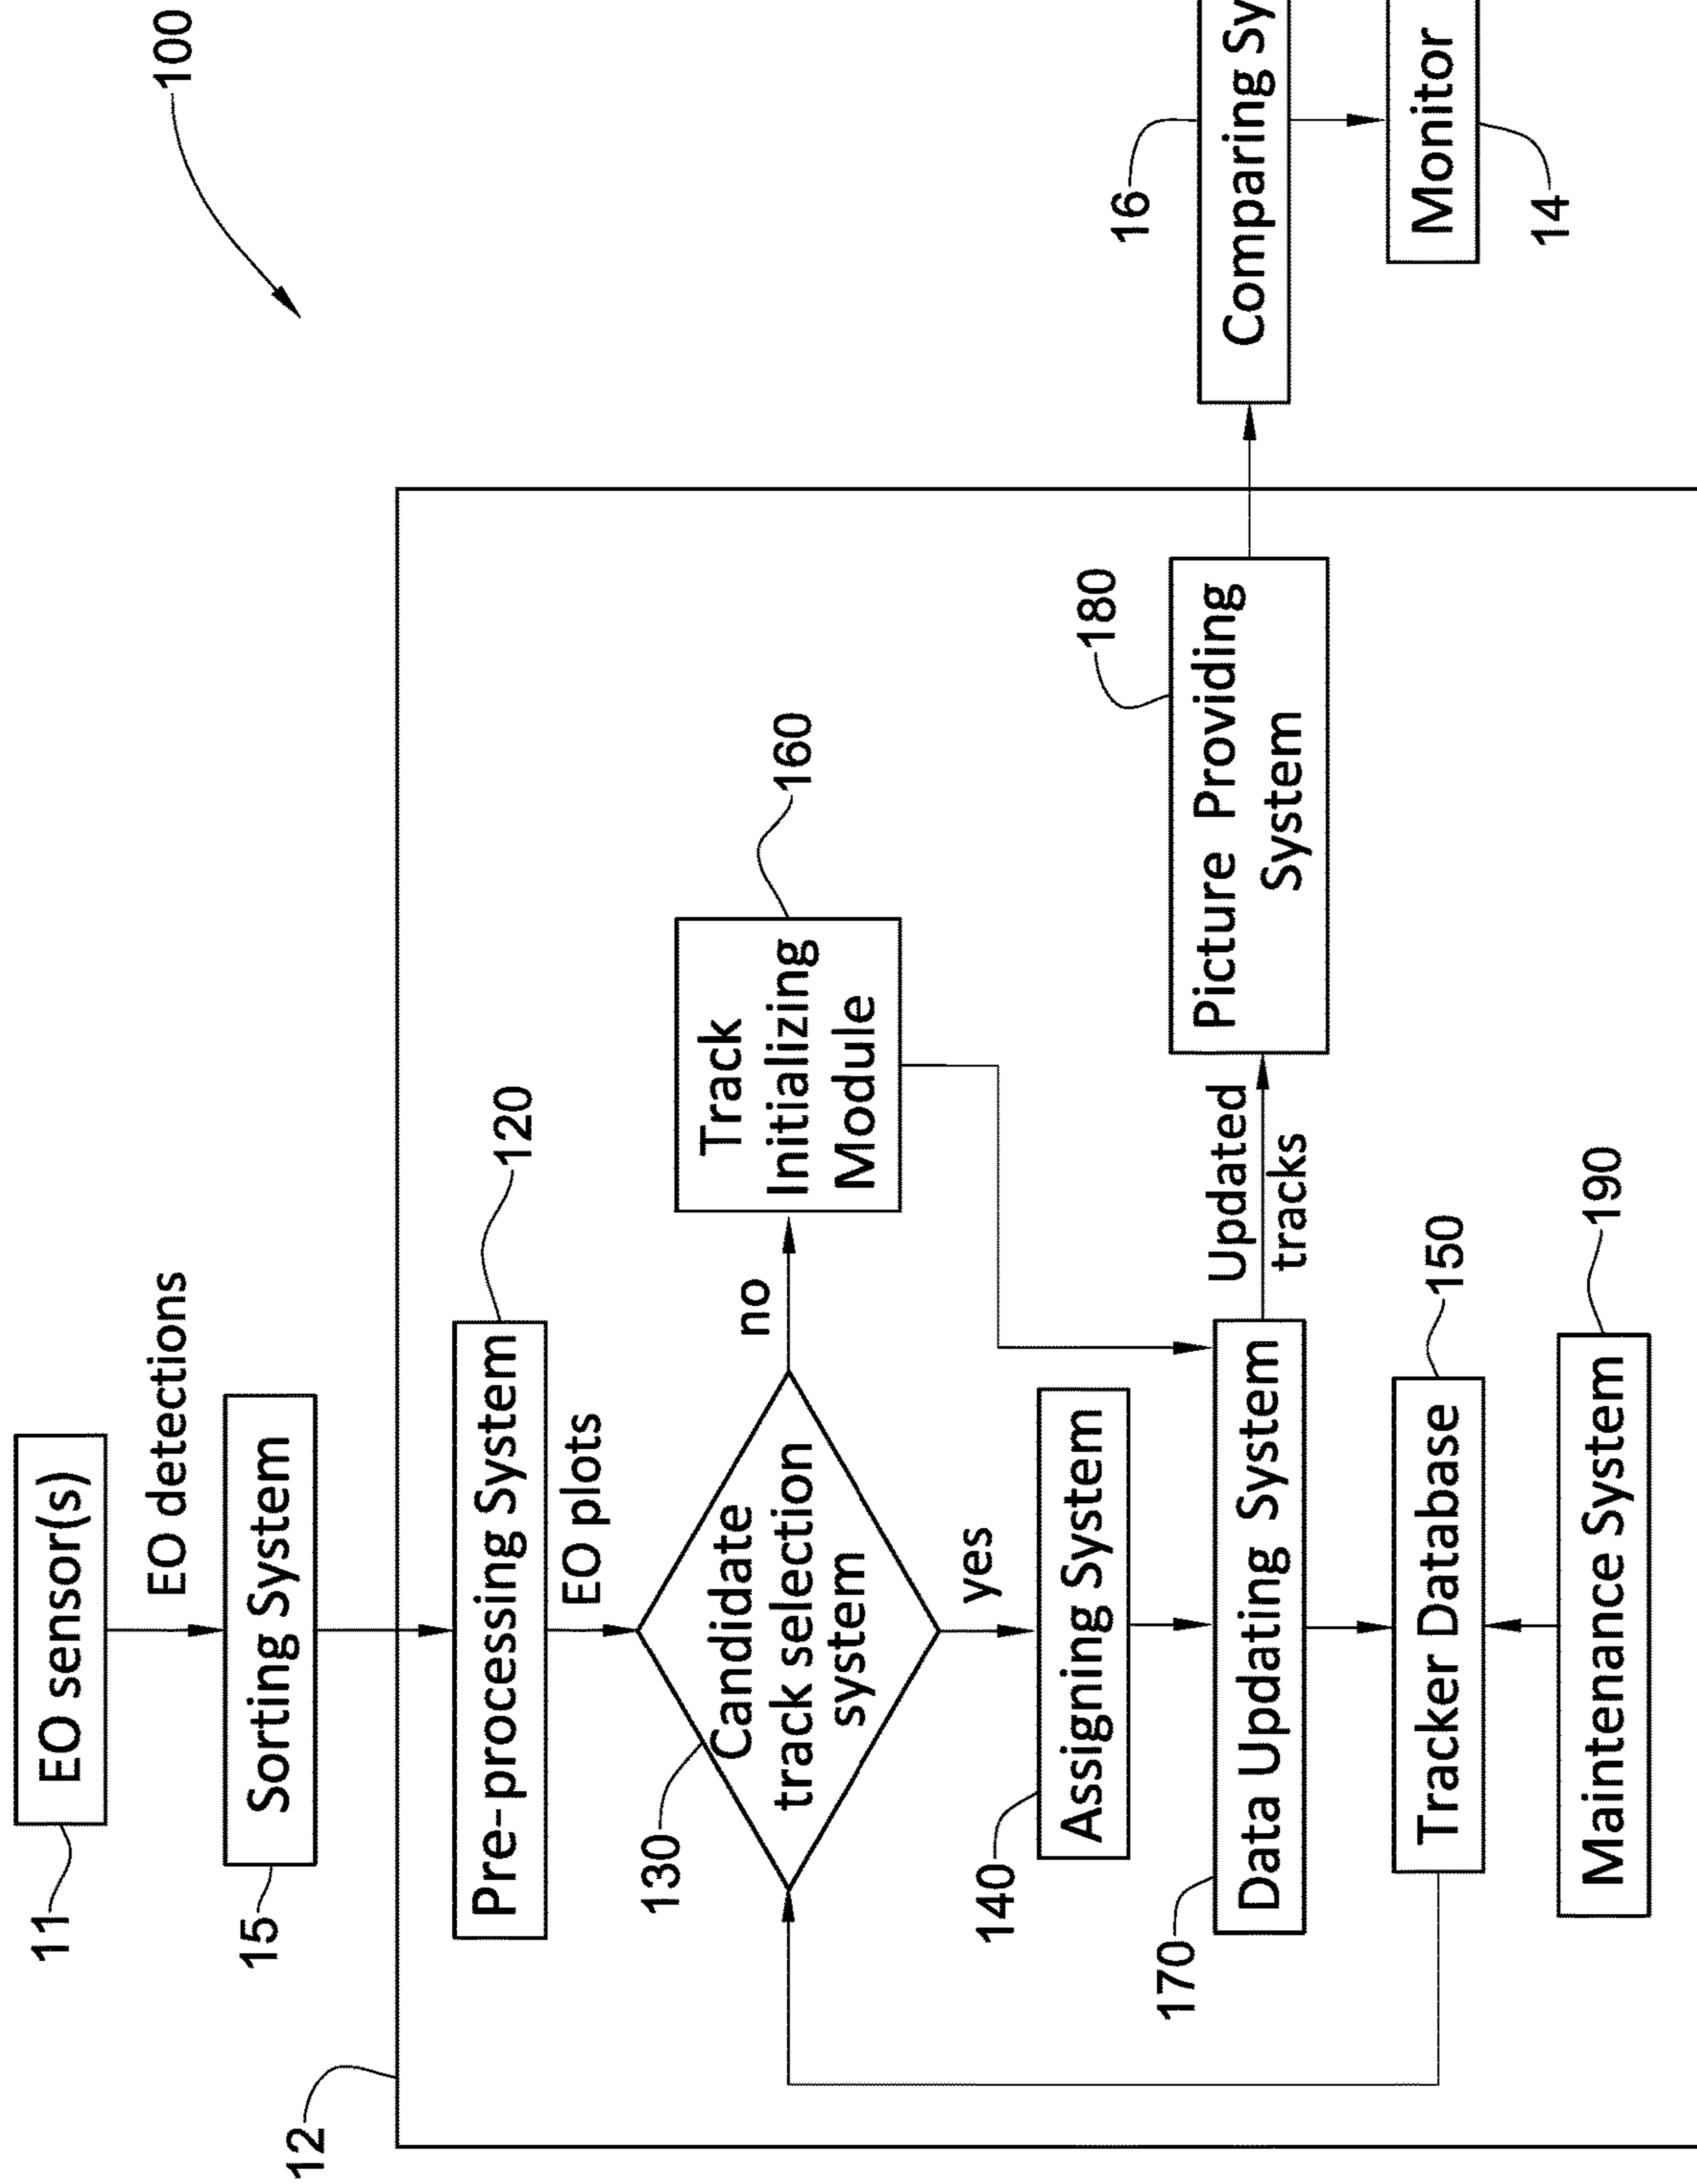 100
11
EO sensor(s)
EO detections
15
Sorting System
12
Pre-processing System
120
EO plots
130
Candidate
track selection
system
no
Track
Initializing
Module
160
yes
140
Assigning System
170
Data Updating System
Updated
tracks
Picture Providing
System
180
16
Comparing Sy
Monitor
14
Tracker Database
150
Maintenance System
190